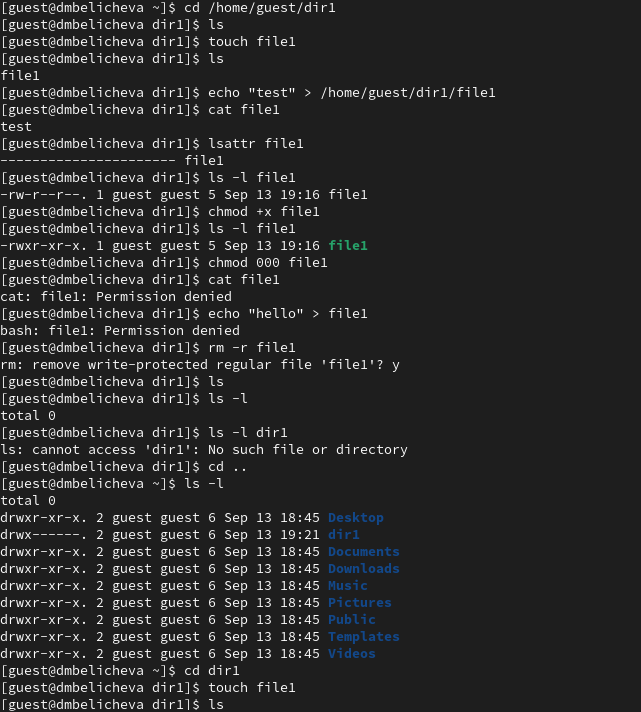 [guest@dmbelicheva ~]$ cd /home/guest/dir1
[guest@dmbelicheva dir1]$ ls
[guest@dmbelicheva dir1]$ touch file1
[guest@dmbelicheva dir1]$ ls
file1
[guest@dmbelicheva dir1]$ echo "test" > /home/guest/dir1/file1
[guest@dmbelicheva dir1]$ cat file1
test
[guest@dmbelicheva dir1]$ lsattr file1
---------------------- file1
[guest@dmbelicheva dir1]$ ls -l file1
-rw-r--r--. 1 guest guest 5 Sep 13 19:16 file1
[guest@dmbelicheva dir1]$ chmod +x file1
[guest@dmbelicheva dir1]$ ls -l file1
-rwxr-xr-x. 1 guest guest 5 Sep 13 19:16 file1
[guest@dmbelicheva dir1]$ chmod 000 file1
[guest@dmbelicheva dir1]$ cat file1
cat: file1: Permission denied
[guest@dmbelicheva dir1]$ echo "hello" > file1
bash: file1: Permission denied
[guest@dmbelicheva dir1]$ rm -r file1
rm: remove write-protected regular file 'file1'? y
[guest@dmbelicheva dir1]$ ls
[guest@dmbelicheva dir1]$ ls -l
total 0
[guest@dmbelicheva dir1]$ ls -l dir1
ls: cannot access 'dir1': No such file or directory
[guest@dmbelicheva dir1]$ cd ..
[guest@dmbelicheva ~]$ ls -l
total 0
drwxr-xr-x. 2 guest guest 6 Sep 13 18:45 Desktop
drwx------. 2 guest guest 6 Sep 13 19:21 dir1
drwxr-xr-x. 2 guest guest 6 Sep 13 18:45 Documents
drwxr-xr-x. 2 guest guest 6 Sep 13 18:45 Downloads
drwxr-xr-x. 2 guest guest 6 Sep 13 18:45 Music
drwxr-xr-x. 2 guest guest 6 Sep 13 18:45 Pictures
drwxr-xr-x. 2 guest guest 6 Sep 13 18:45 Public
drwxr-xr-x. 2 guest guest 6 Sep 13 18:45 Templates
drwxr-xr-x. 2 guest guest 6 Sep 13 18:45 Videos
[guest@dmbelicheva ~]$ cd dir1
[guest@dmbelicheva dir1]$ touch file1
[guest@dmbelicheva dir1]$ ls